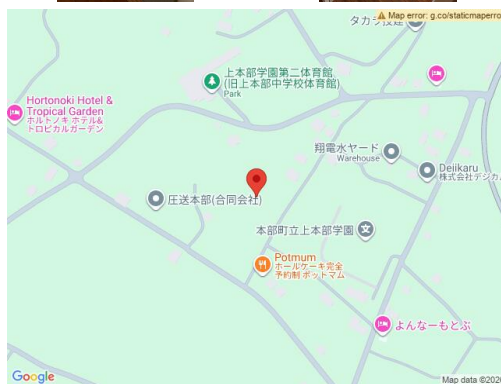 Map error: g.co/staticmaperro
タカラ技建
上本部学園第二体育館
(旧上本部中学校体育館)
Park
Hortonoki Hotel &
Tropical Garden
ホルトノキ ホテル&
トロピカルガーデン
翔電水ヤード
Warehouse
Deiikaru
株式会社デンカル
圧送本部(合同会社)
本部町立上本部学園
Potmum
ホールケーキ完全
予約制 ポットマム
よんなーもとぶ
Google
Map data ©2026